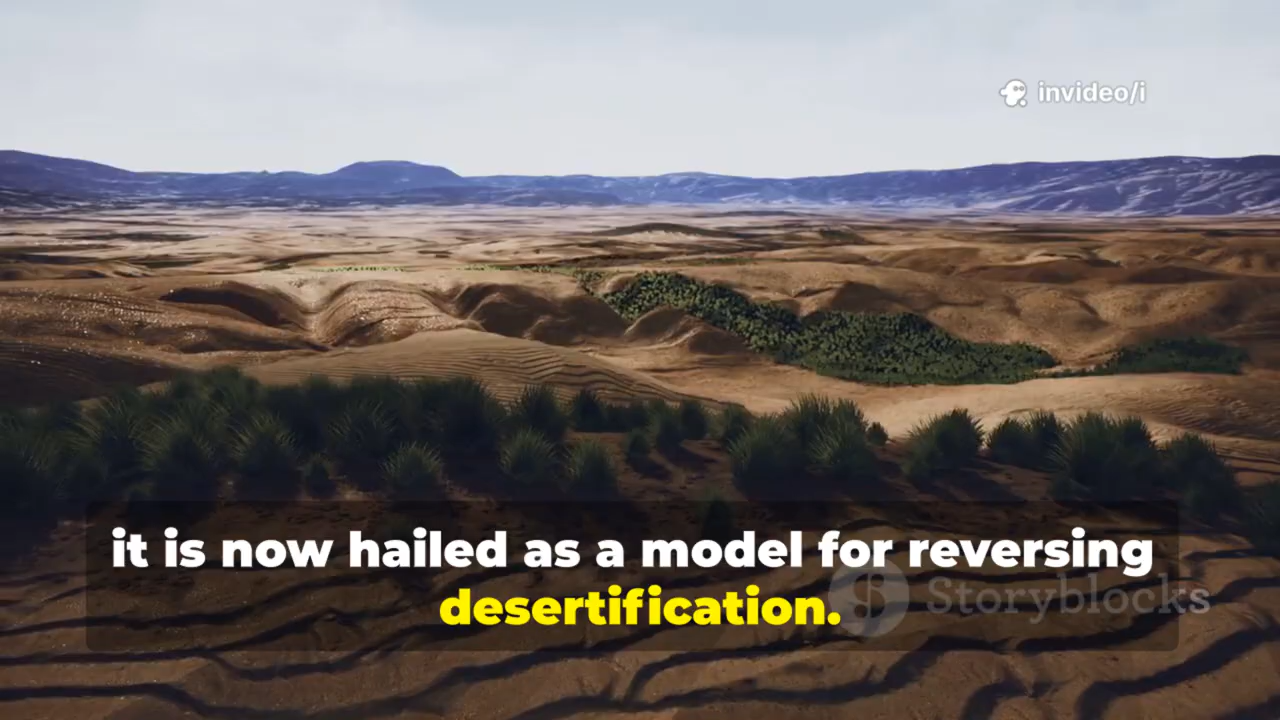 invideo/i
it is now hailed as a model for reversing
desertification.
Storyblocks